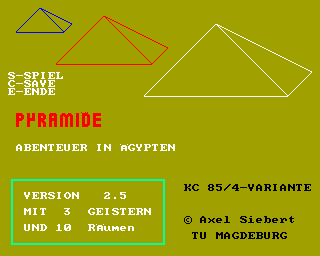 S-SPIEL
C-SAVE
E-ENDE
PYRAMIDE
ABENTEUER IN ÄGYPTEN
VERSION 2.5
MIT 3 GEISTERN
UND 10 Räumen
KC 85/4-VARIANTE
© Axel Siebert
TU MAGDEBURG